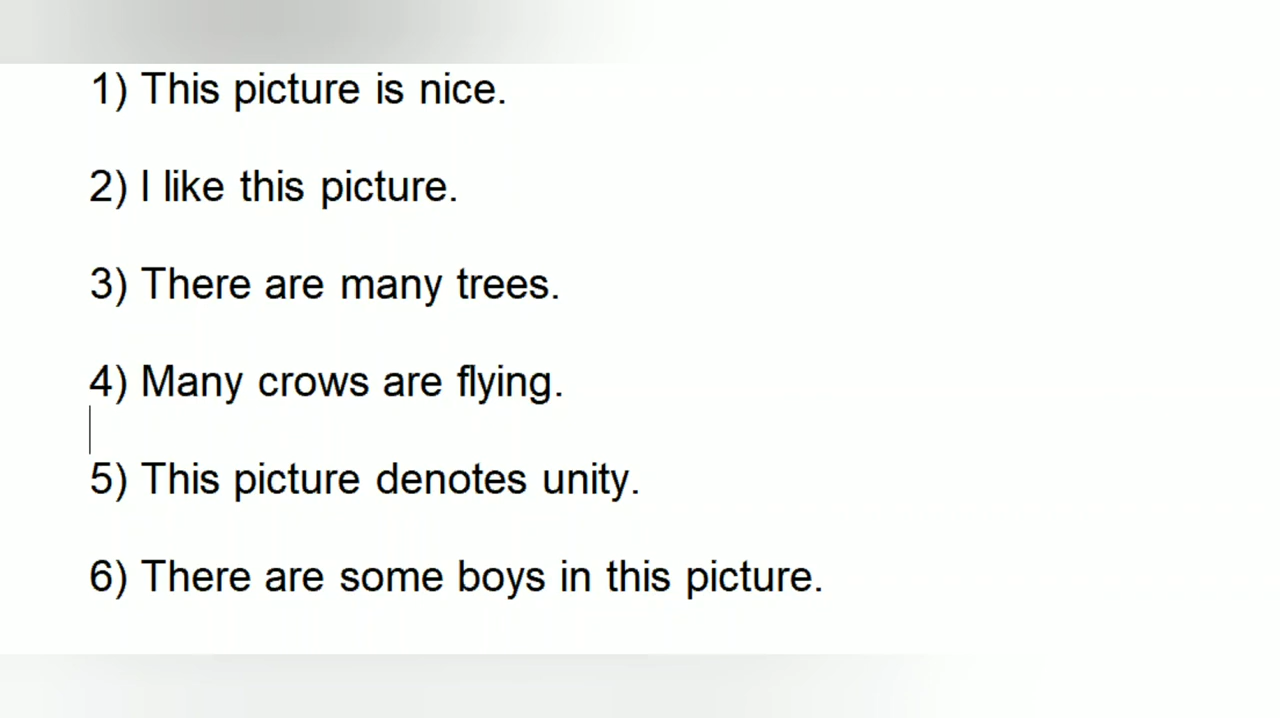 1) This picture is nice.
2) I like this picture.
3) There are many trees.
4) Many crows are flying.
5) This picture denotes unity.
6) There are some boys in this picture.